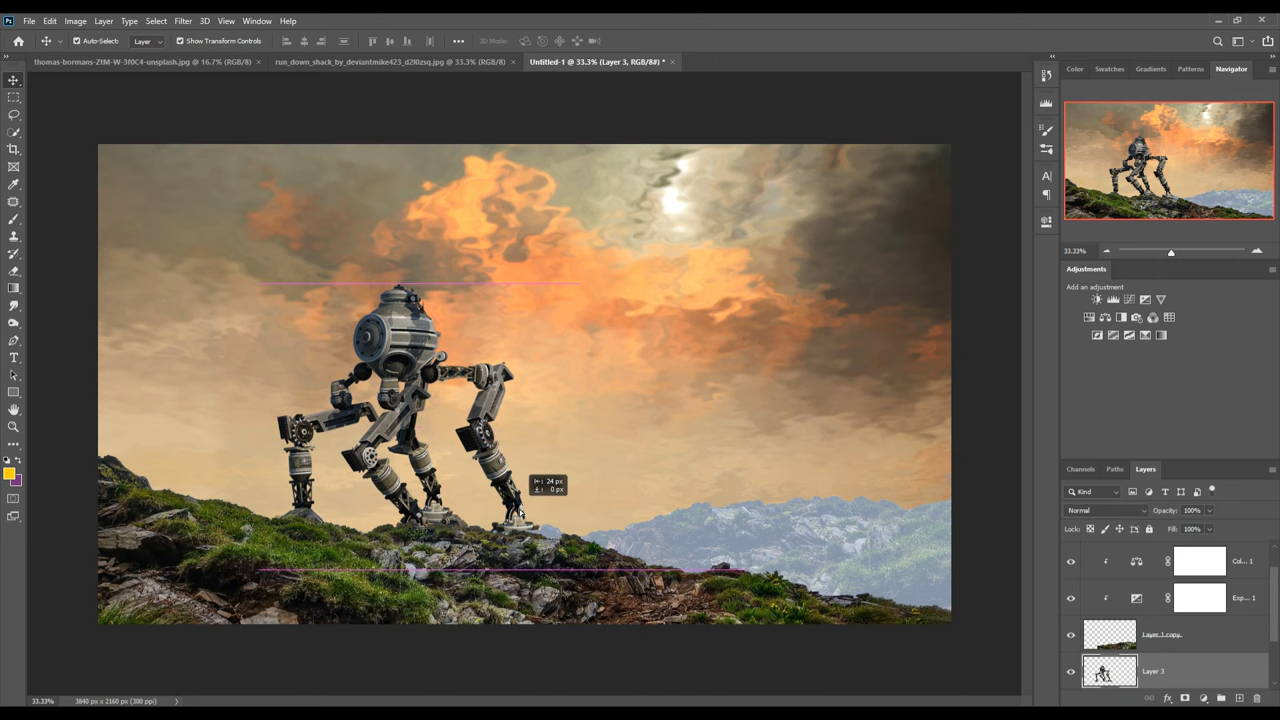 Ps File Edit Image Layer Type Select Filter 3D View Window Help
Auto-Select: Layer Show Transform Controls 3D Mode:
thomas-bormans-ZtM-W-3f0C4-unsplash.jpg @ 16.7% (RGB/8) × run_down_shack_by_deviantmike423_d2l0zsq.jpg @ 33.3% (RGB/8) × Untitled-1 @ 33.3% (Layer 3, RGB/8#) * ×
Color Swatches Gradients Patterns Navigator
33.33%
Adjustments
Add an adjustment
24 px
0 px
Channels Paths Layers
Kind
Normal Opacity: 100%
Lock: Fill: 100%
Col... 1
Exp... 1
Layer 1 copy
Layer 3
33.33% 3840 px x 2160 px (300 ppi)